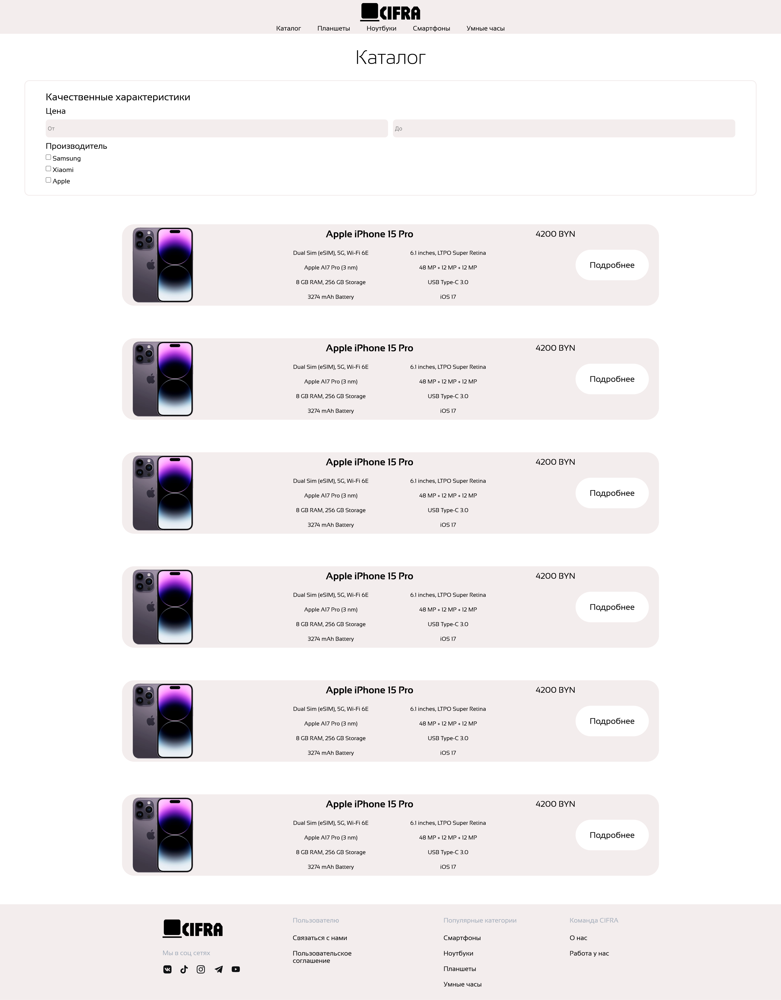 CIFRA
Каталог Планшеты Ноутбуки Смартфоны Умные часы
Каталог
Качественные характеристики
Цена
От До
Производитель
Samsung
Xiaomi
Apple
Apple iPhone 15 Pro 4200 BYN
Dual Sim (eSIM), 5G, Wi-Fi 6E 6.1 inches, LTPO Super Retina
Подробнее
Apple A17 Pro (3 nm) 48 MP + 12 MP + 12 MP
8 GB RAM, 256 GB Storage USB Type-C 3.0
3274 mAh Battery iOS 17
Apple iPhone 15 Pro 4200 BYN
Dual Sim (eSIM), 5G, Wi-Fi 6E 6.1 inches, LTPO Super Retina
Подробнее
Apple A17 Pro (3 nm) 48 MP + 12 MP + 12 MP
8 GB RAM, 256 GB Storage USB Type-C 3.0
3274 mAh Battery iOS 17
Apple iPhone 15 Pro 4200 BYN
Dual Sim (eSIM), 5G, Wi-Fi 6E 6.1 inches, LTPO Super Retina
Подробнее
Apple A17 Pro (3 nm) 48 MP + 12 MP + 12 MP
8 GB RAM, 256 GB Storage USB Type-C 3.0
3274 mAh Battery iOS 17
Apple iPhone 15 Pro 4200 BYN
Dual Sim (eSIM), 5G, Wi-Fi 6E 6.1 inches, LTPO Super Retina
Подробнее
Apple A17 Pro (3 nm) 48 MP + 12 MP + 12 MP
8 GB RAM, 256 GB Storage USB Type-C 3.0
3274 mAh Battery iOS 17
Apple iPhone 15 Pro 4200 BYN
Dual Sim (eSIM), 5G, Wi-Fi 6E 6.1 inches, LTPO Super Retina
Подробнее
Apple A17 Pro (3 nm) 48 MP + 12 MP + 12 MP
8 GB RAM, 256 GB Storage USB Type-C 3.0
3274 mAh Battery iOS 17
Apple iPhone 15 Pro 4200 BYN
Dual Sim (eSIM), 5G, Wi-Fi 6E 6.1 inches, LTPO Super Retina
Подробнее
Apple A17 Pro (3 nm) 48 MP + 12 MP + 12 MP
8 GB RAM, 256 GB Storage USB Type-C 3.0
3274 mAh Battery iOS 17
CIFRA
Мы в соц сетях
Пользователю
Связаться с нами
Пользовательское
соглашение
Популярные категории
Смартфоны
Ноутбуки
Планшеты
Умные часы
Команда CIFRA
О нас
Работа у нас